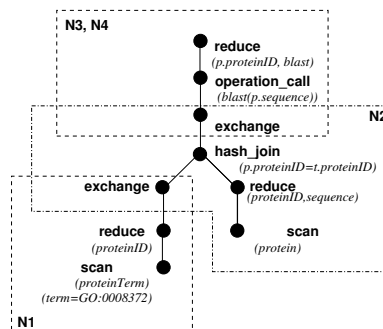 N3, N4
reduce
(p.proteinID, blast)
operation_call
(blast(p.sequence))
exchange
N2
hash_join
(p.proteinID=t.proteinID)
exchange
reduce
(proteinID,sequence)
reduce
(proteinID)
scan
(protein)
scan
(proteinTerm)
(term=GO:0008372)
N1